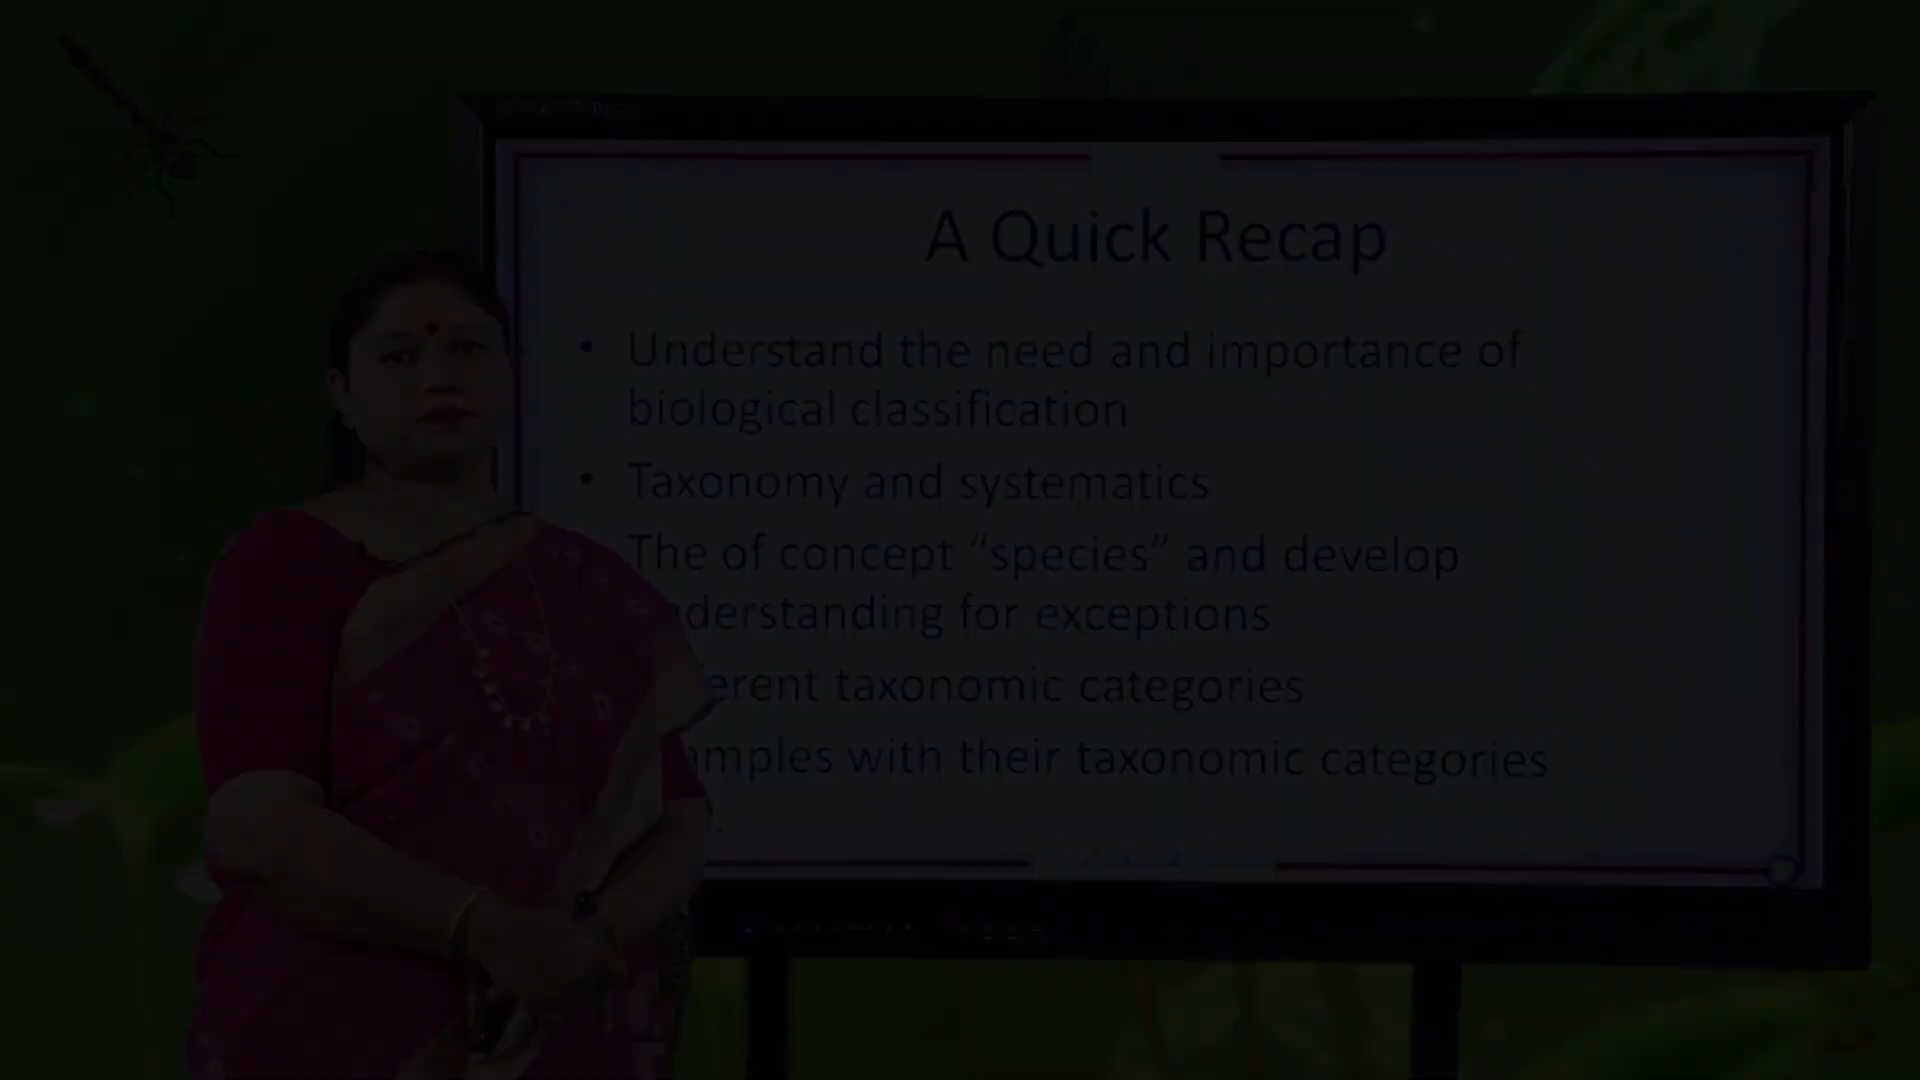 A Quick Recap
• Understand the need and importance of
biological classification
• Taxonomy and systematics
The of concept “species” and develop
nderstanding for exceptions
erent taxonomic categories
mples with their taxonomic categories